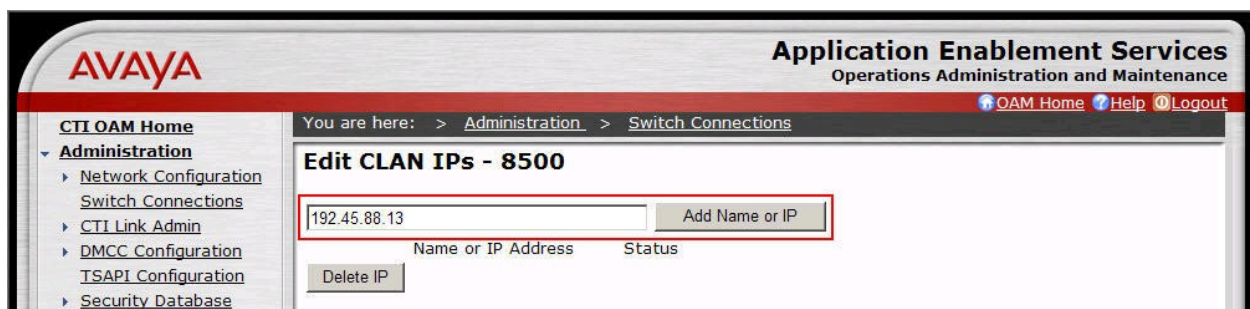 AVAYA
Application Enablement Services
Operations Administration and Maintenance
OAM Home Help Logout
CTI OAM Home
You are here: > Administration > Switch Connections
Administration
Network Configuration
Switch Connections
CTI Link Admin
DMCC Configuration
TSAPI Configuration
Security Database
Edit CLAN IPs - 8500
192.45.88.13 Add Name or IP
Name or IP Address Status
Delete IP